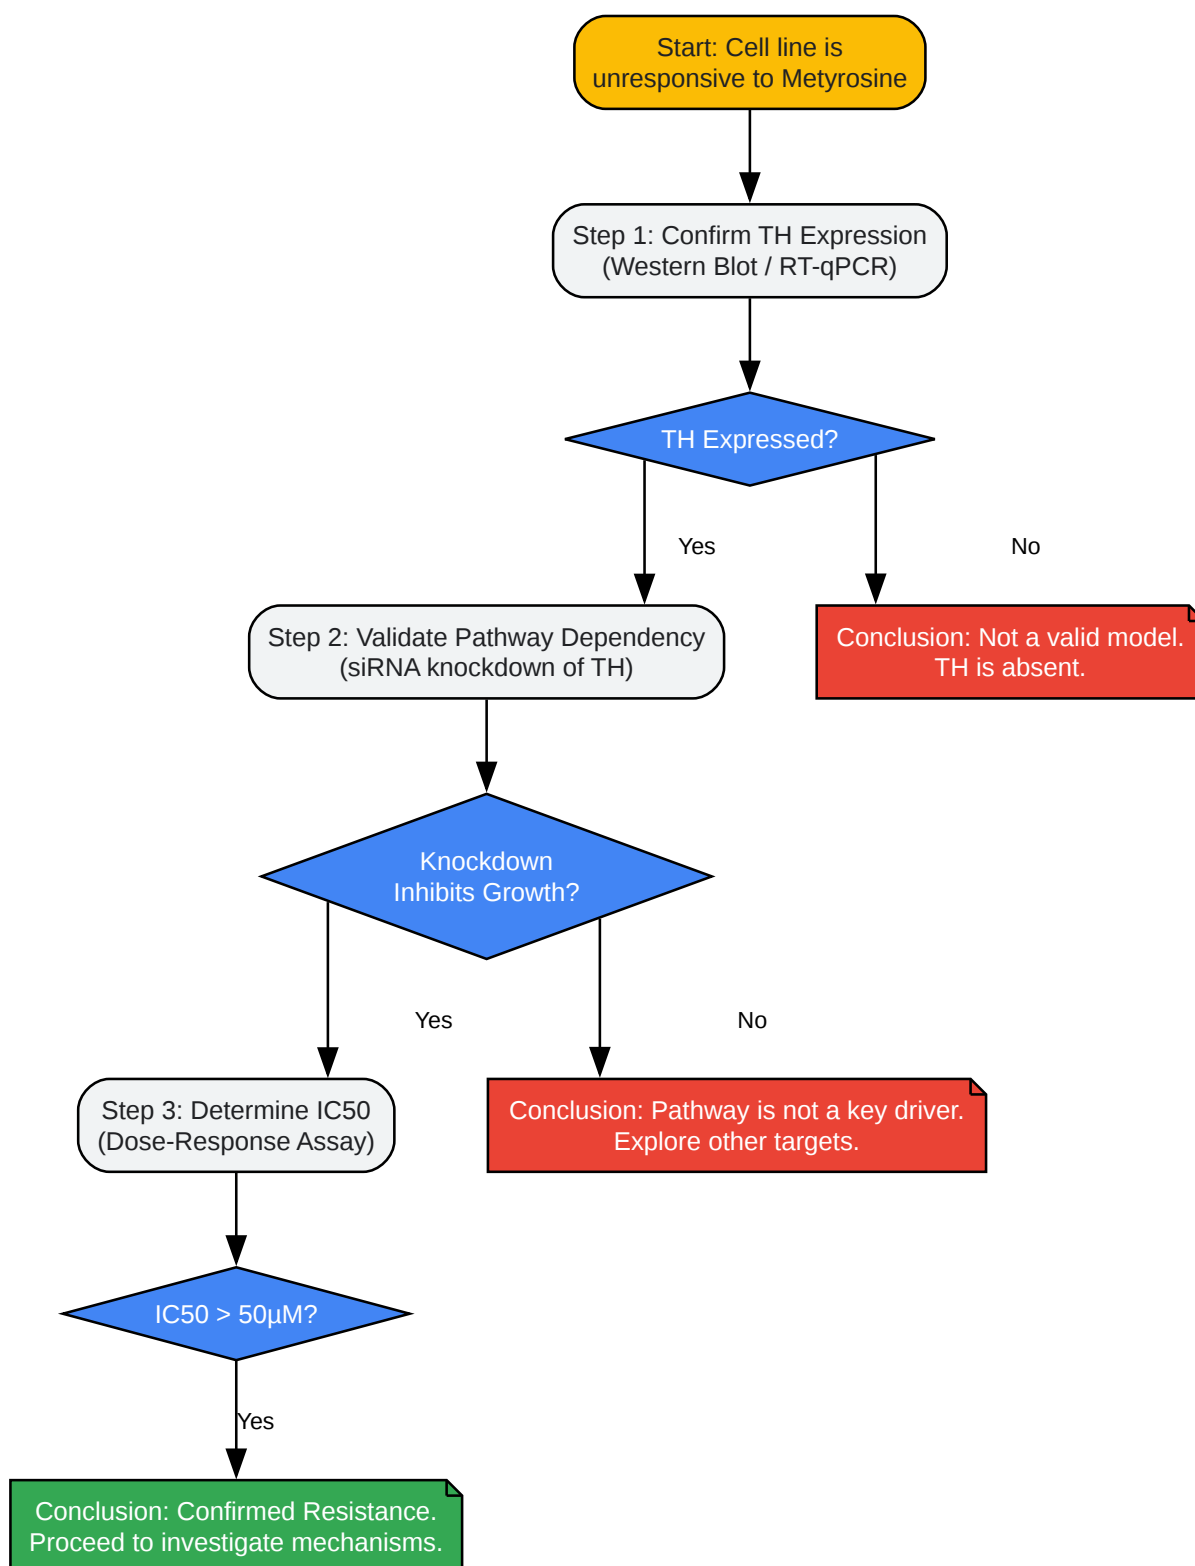 Start: Cell line is
unresponsive to Metyrosine
Step 1: Confirm TH Expression
(Western Blot / RT-qPCR)
TH Expressed?
Yes
No
Step 2: Validate Pathway Dependency
(siRNA knockdown of TH)
Conclusion: Not a valid model.
TH is absent.
Knockdown
Inhibits Growth?
Yes
No
Step 3: Determine IC50
(Dose-Response Assay)
Conclusion: Pathway is not a key driver.
Explore other targets.
IC50 > 50µM?
Yes
Conclusion: Confirmed Resistance.
Proceed to investigate mechanisms.